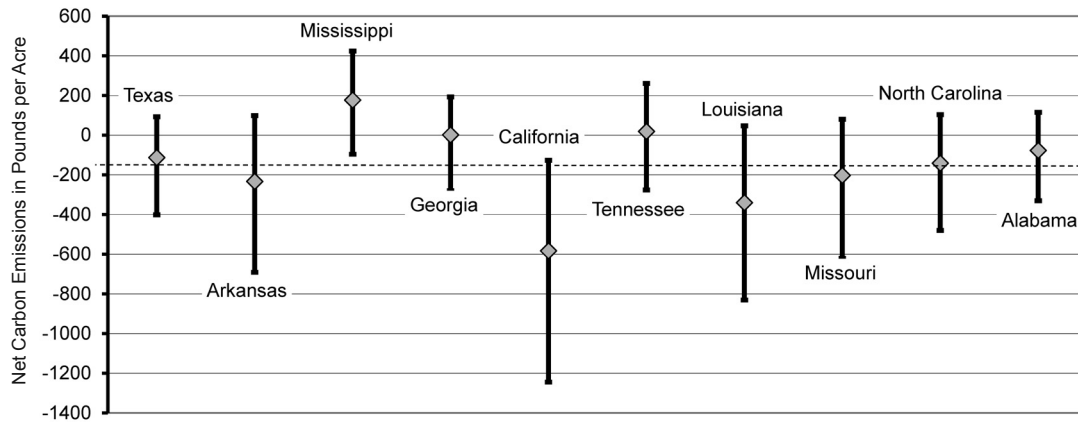 Net Carbon Emissions in Pounds per Acre
600
400
200
0
-200
-400
-600
-800
-1000
-1200
-1400
Texas
Arkansas
Mississippi
Georgia
California
Tennessee
Louisiana
Missouri
North Carolina
Alabama